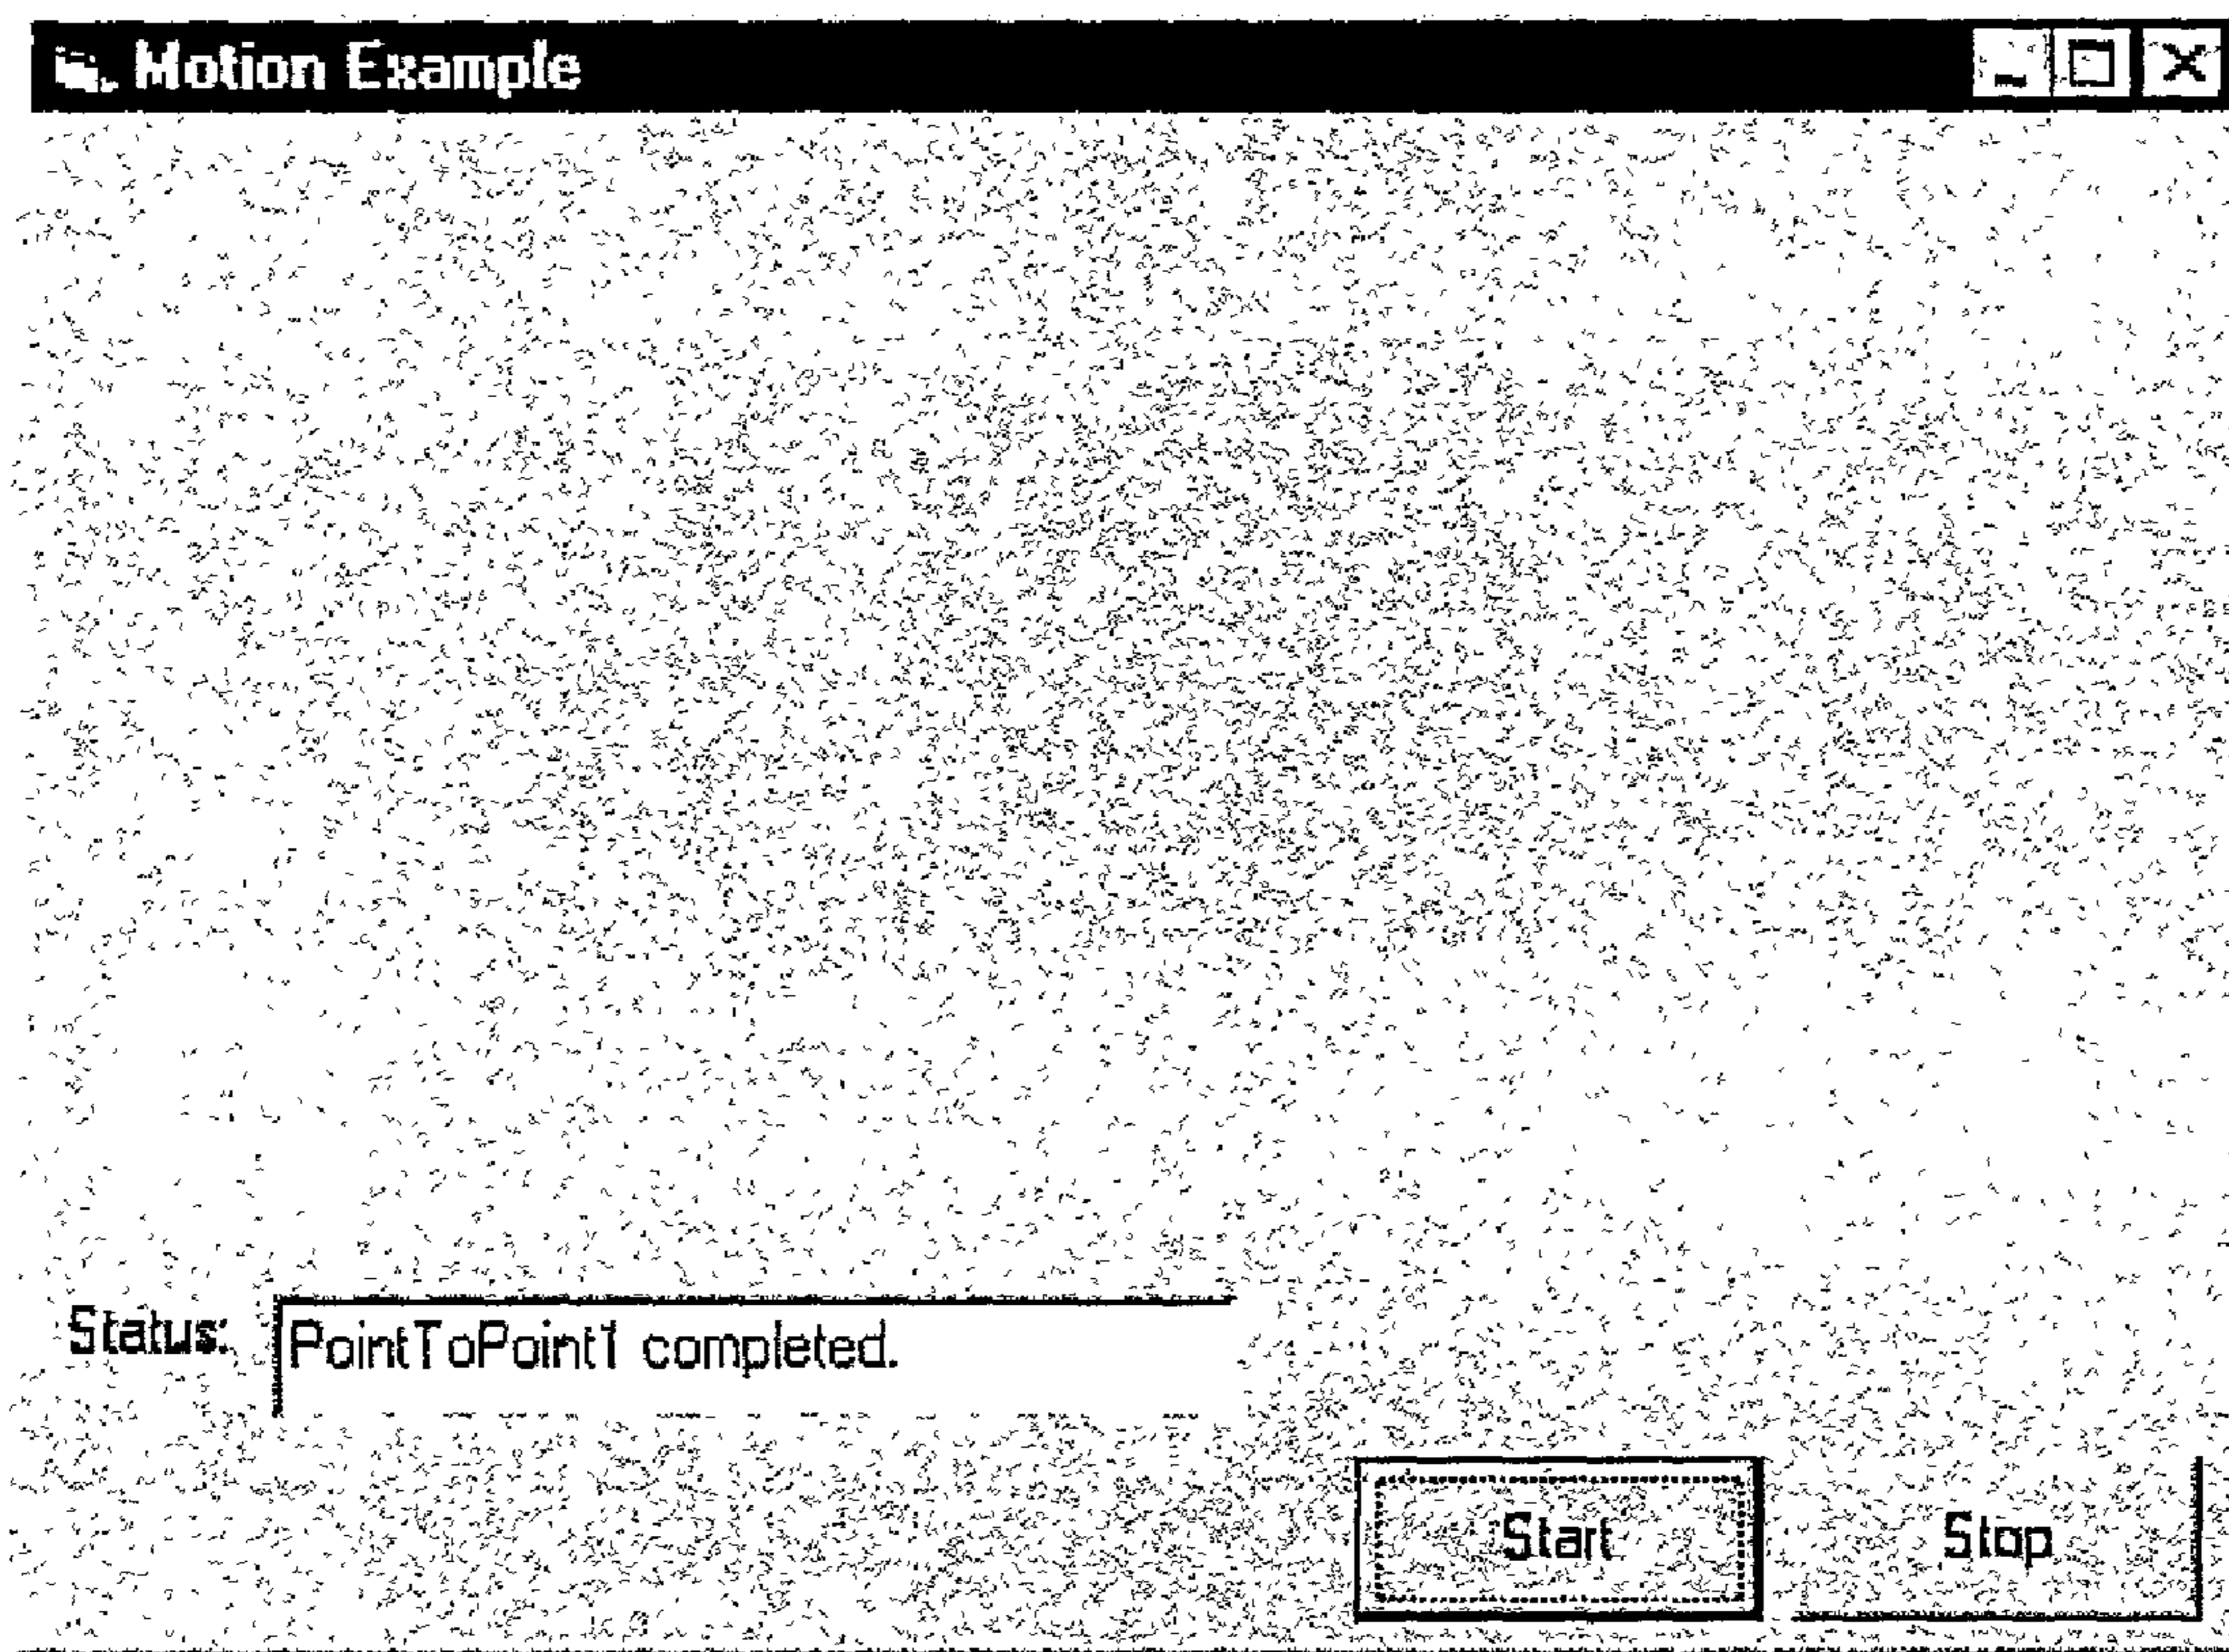 Motion Example
Status:
PointToPoint1 completed.
Start
Stop